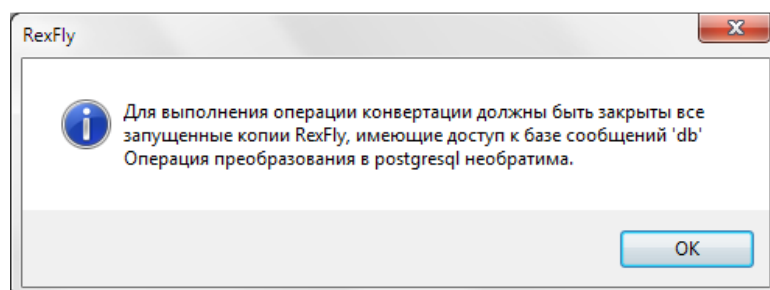 RexFly
Для выполнения операции конвертации должны быть закрыты все
запущенные копии RexFly, имеющие доступ к базе сообщений 'db'
Операция преобразования в postgresql необратима.
OK